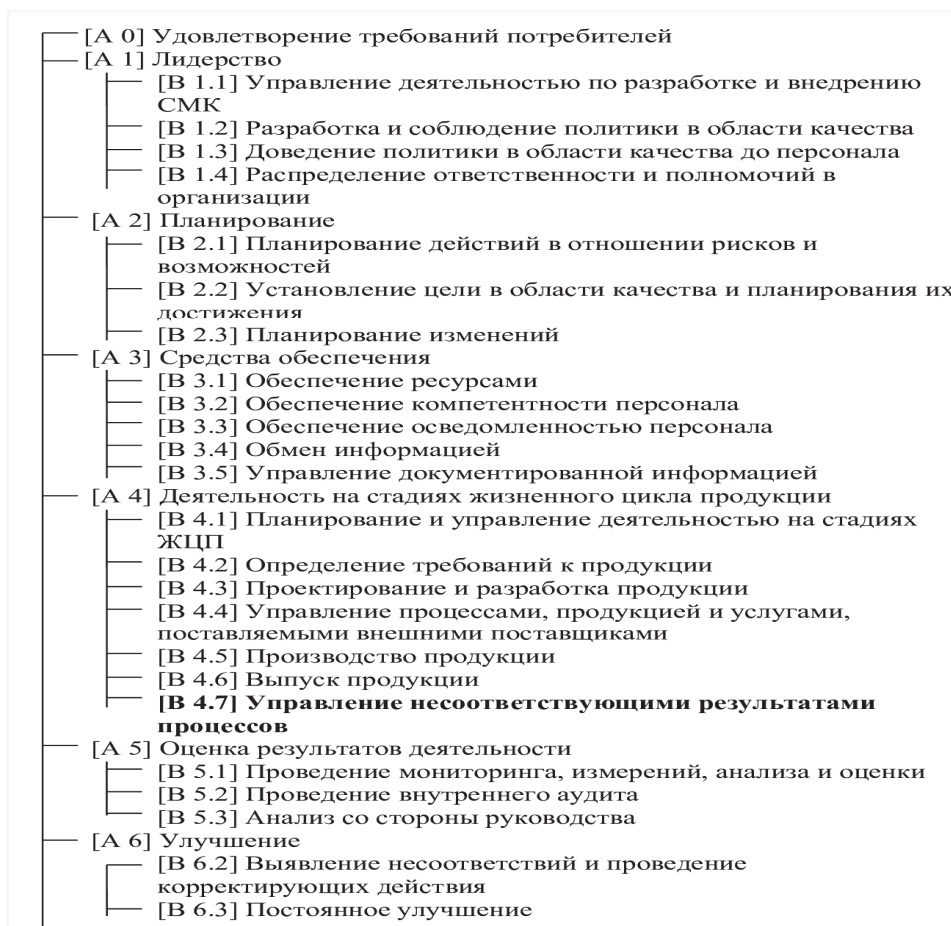 [А 0] Удовлетворение требований потребителей
[А 1] Лидерство
[В 1.1] Управление деятельностью по разработке и внедрению
СМК
[В 1.2] Разработка и соблюдение политики в области качества
[В 1.3] Доведение политики в области качества до персонала
[В 1.4] Распределение ответственности и полномочий в
организации
[А 2] Планирование
[В 2.1] Планирование действий в отношении рисков и
возможностей
[В 2.2] Установление цели в области качества и планирования их
достижения
[В 2.3] Планирование изменений
[А 3] Средства обеспечения
[В 3.1] Обеспечение ресурсами
[В 3.2] Обеспечение компетентности персонала
[В 3.3] Обеспечение осведомленностью персонала
[В 3.4] Обмен информацией
[В 3.5] Управление документированной информацией
[А 4] Деятельность на стадиях жизненного цикла продукции
[В 4.1] Планирование и управление деятельностью на стадиях
ЖЦП
[В 4.2] Определение требований к продукции
[В 4.3] Проектирование и разработка продукции
[В 4.4] Управление процессами, продукцией и услугами,
поставляемыми внешними поставщиками
[В 4.5] Производство продукции
[В 4.6] Выпуск продукции
[В 4.7] Управление несоответствующими результатами
процессов
[А 5] Оценка результатов деятельности
[В 5.1] Проведение мониторинга, измерений, анализа и оценки
[В 5.2] Проведение внутреннего аудита
[В 5.3] Анализ со стороны руководства
[А 6] Улучшение
[В 6.2] Выявление несоответствий и проведение
корректирующих действия
[В 6.3] Постоянное улучшение